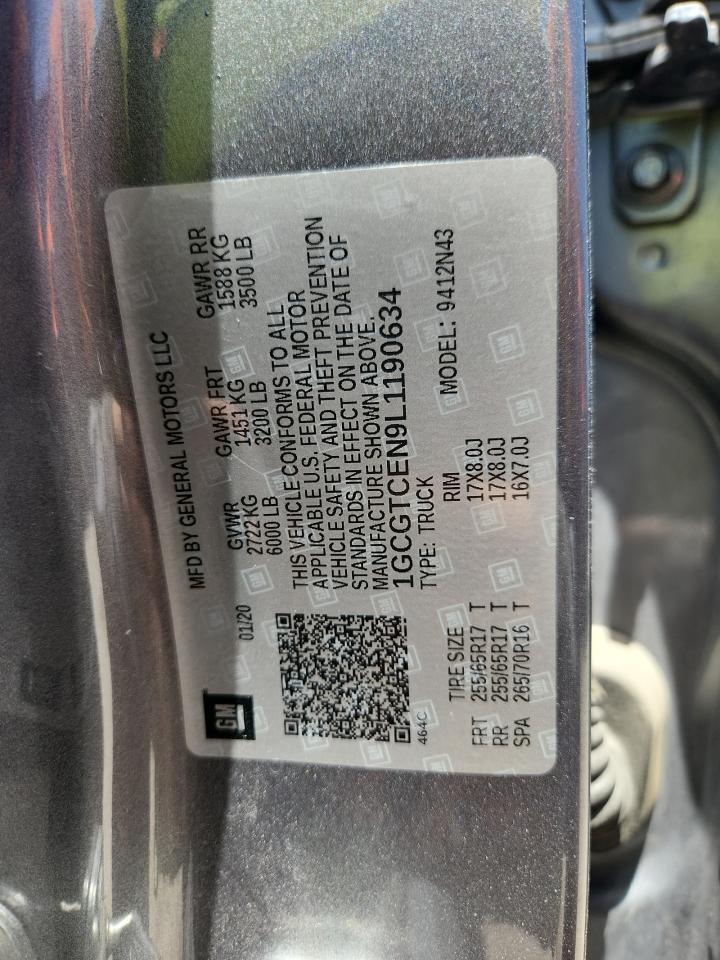 GM
01/20
MFD BY GENERAL MOTORS LLC
GVWR GAWR FRT GAWR RR
2722 KG 1451 KG 1588 KG
6000 LB 3200 LB 3500 LB
THIS VEHICLE CONFORMS TO ALL
APPLICABLE U.S. FEDERAL MOTOR
VEHICLE SAFETY AND THEFT PREVENTION
STANDARDS IN EFFECT ON THE DATE OF
MANUFACTURE SHOWN ABOVE.
1GCGTCEN9L1190634
TYPE: TRUCK MODEL: 9412N43
464C
TIRE SIZE RIM
FRT 255/65R17 T 17X8.0J
RR 255/65R17 T 17X8.0J
SPA 265/70R16 T 16X7.0J